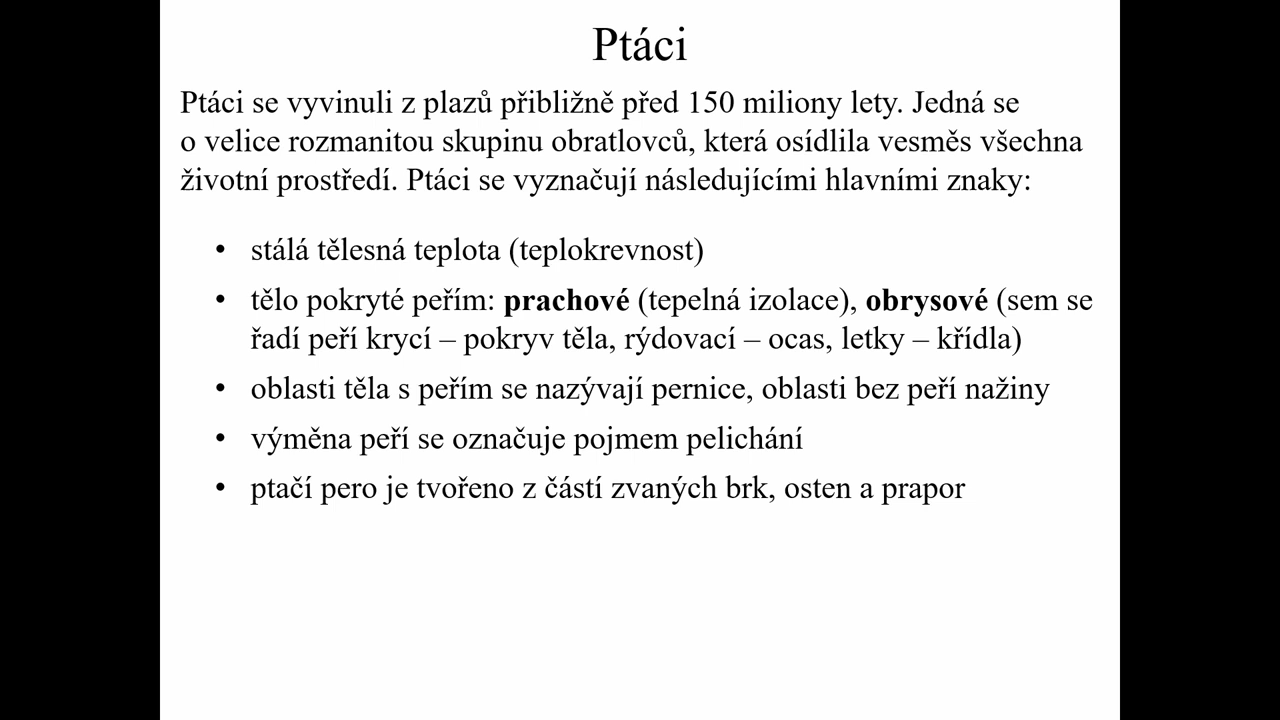 Ptáci
Ptáci se vyvinuli z plazů přibližně před 150 miliony lety. Jedná se
o velice rozmanitou skupinu obratlovců, která osídlila vesměs všechna
životní prostředí. Ptáci se vyznačují následujícími hlavními znaky:
• stálá tělesná teplota (teplokrevnost)
• tělo pokryté peřím: prachové (tepelná izolace), obrysové (sem se
řadí peří krycí – pokryv těla, rýdovací – ocas, letky – křídla)
• oblasti těla s peřím se nazývají pernice, oblasti bez peří nažiny
• výměna peří se označuje pojmem pelichání
• ptačí pero je tvořeno z částí zvaných brk, osten a prapor